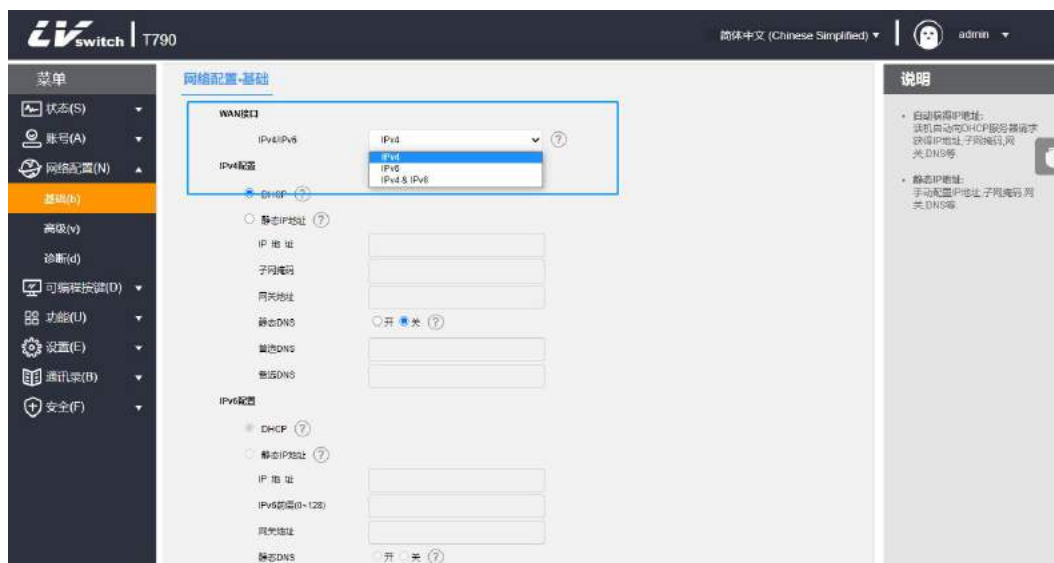 LVswitch T790
简体中文 (Chinese Simplified)
admin
菜单
状态(S)
账号(A)
网络配置(N)
基础(b)
高级(v)
诊断(d)
可编程按键(D)
功能(U)
设置(E)
通讯录(B)
安全(F)
网络配置-基础
WAN接口
IPv4/IPv6
IPv4
IPv4
IPv6
IPv4 & IPv6
IPv4配置
DHCP ?
静态IP地址 ?
IP 地 址
子网掩码
网关地址
静态DNS 开 关 ?
首选DNS
备选DNS
IPv6配置
DHCP ?
静态IP地址 ?
IP 地 址
IPv6前缀(0~128)
网关地址
静态DNS 开 关 ?
说明
自动获得IP地址:
话机自动向DHCP服务器请求
获得IP地址,子网掩码,网
关,DNS等.
静态IP地址:
手动配置IP地址,子网掩码,网
关,DNS等.